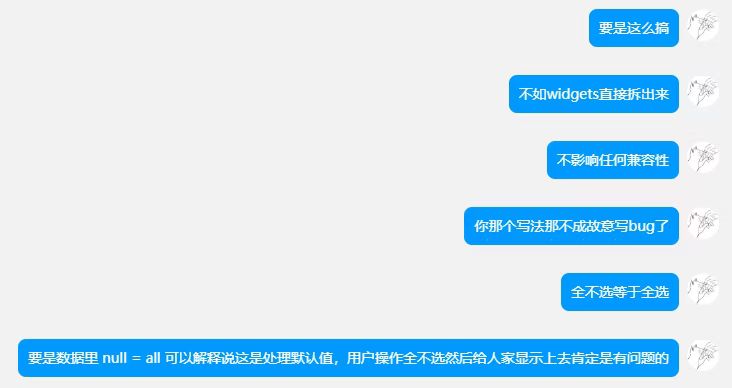 要是这么搞
不如widgets直接拆出来
不影响任何兼容性
你那个写法那不成故意写bug了
全不选等于全选
要是数据里 null = all 可以解释说这是处理默认值，用户操作全不选然后给人家显示上去肯定是有问题的